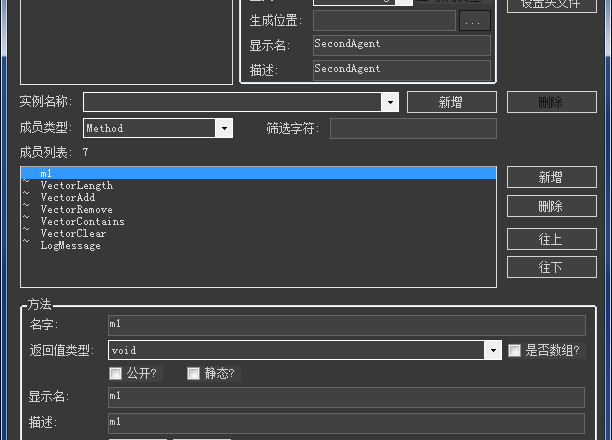 设置头文件
生成位置:
...
显示名: SecondAgent
描述: SecondAgent
实例名称: 新增 删除
成员类型: Method 筛选字符:
成员列表: 7
m1
~ VectorLength
~ VectorAdd
~ VectorRemove
~ VectorContains
~ VectorClear
~ LogMessage
新增
删除
往上
往下
方法
名字: m1
返回值类型: void 是否数组?
公开? 静态?
显示名: m1
描述: m1